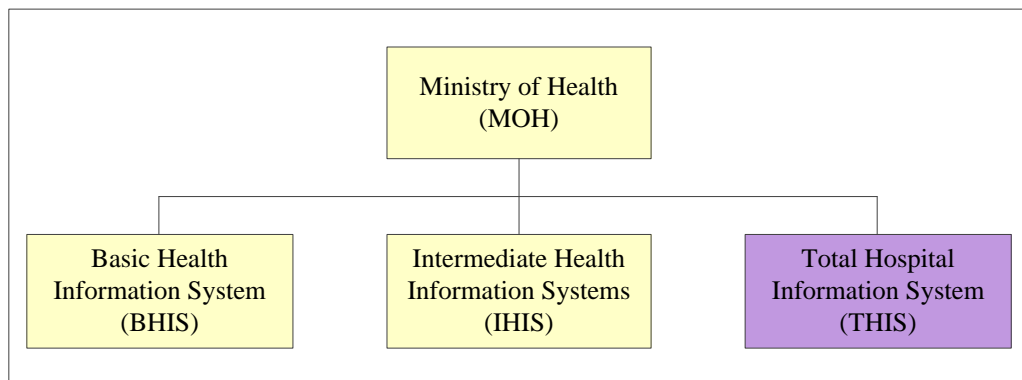 Ministry of Health
(MOH)
Basic Health
Information System
(BHIS)
Intermediate Health
Information Systems
(IHIS)
Total Hospital
Information System
(THIS)